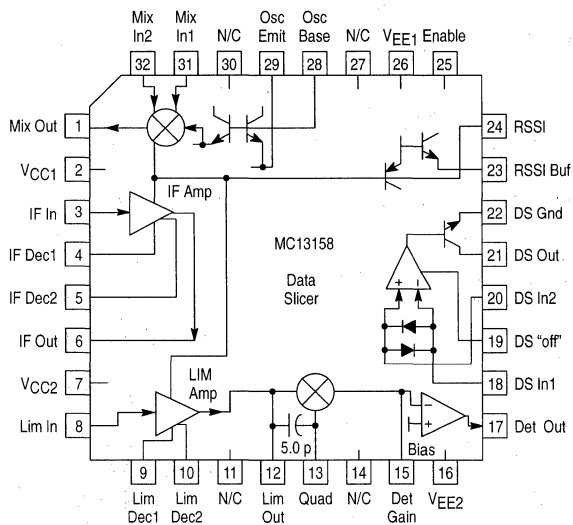 Mix In2
Mix In1
N/C
Osc Emit
Osc Base
N/C
VEE1
Enable
32
31
30
29
28
27
26
25
Mix Out 1
VCC1 2
IF In 3
IF Dec1 4
IF Dec2 5
IF Out 6
VCC2 7
Lim In 8
24 RSSI
23 RSSI Buf
22 DS Gnd
21 DS Out
20 DS In2
19 DS "off"
18 DS In1
17 Det Out
IF Amp
MC13158
Data
Slicer
+ -
LIM
Amp
5.0 p
Bias
-
+
9
10
11
12
13
14
15
16
Lim Dec1
Lim Dec2
N/C
Lim Out
Quad
N/C
Det Gain
VEE2